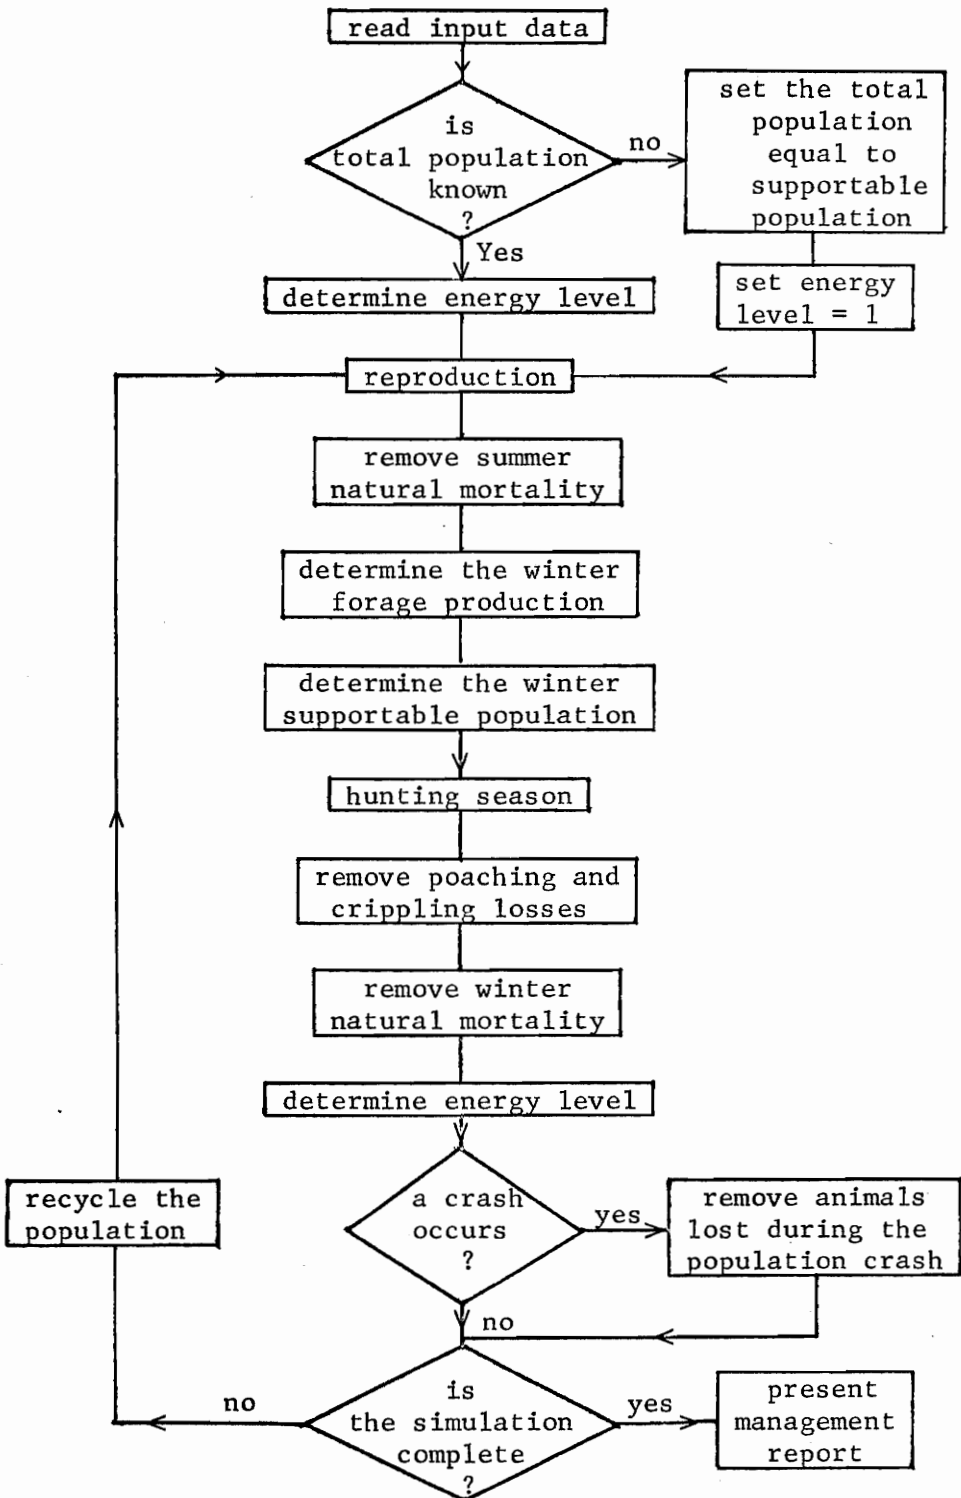 read input data
is
total population
known
?
no
set the total
population
equal to
supportable
population
Yes
determine energy level
set energy
level = 1
reproduction
remove summer
natural mortality
determine the winter
forage production
determine the winter
supportable population
hunting season
remove poaching and
crippling losses
remove winter
natural mortality
determine energy level
recycle the
population
a crash
occurs
?
yes
remove animals
lost during the
population crash
no
is
the simulation
complete
?
no
yes
present
management
report